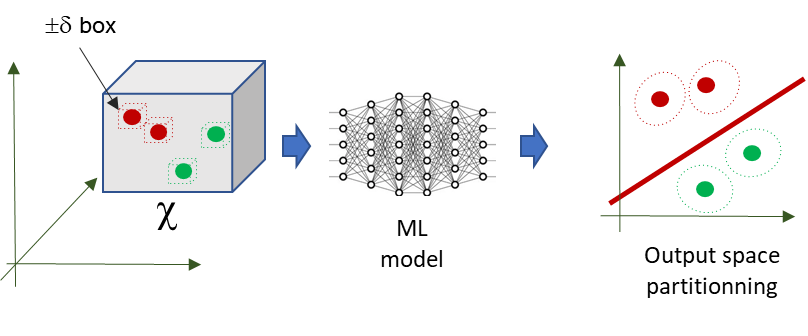 ±δ box
χ
ML
model
Output space
partitionning